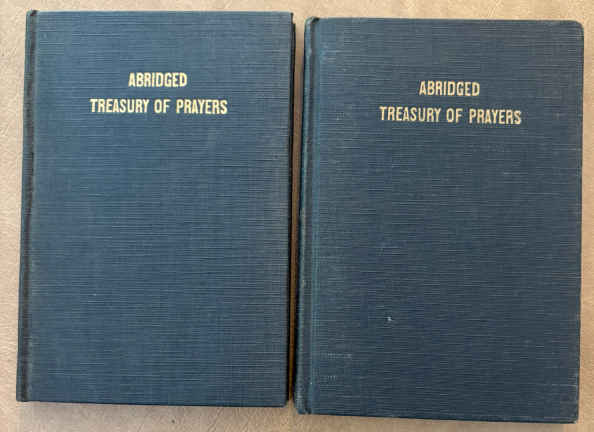 ABRIDGED
TREASURY OF PRAYERS
ABRIDGED
TREASURY OF PRAYERS